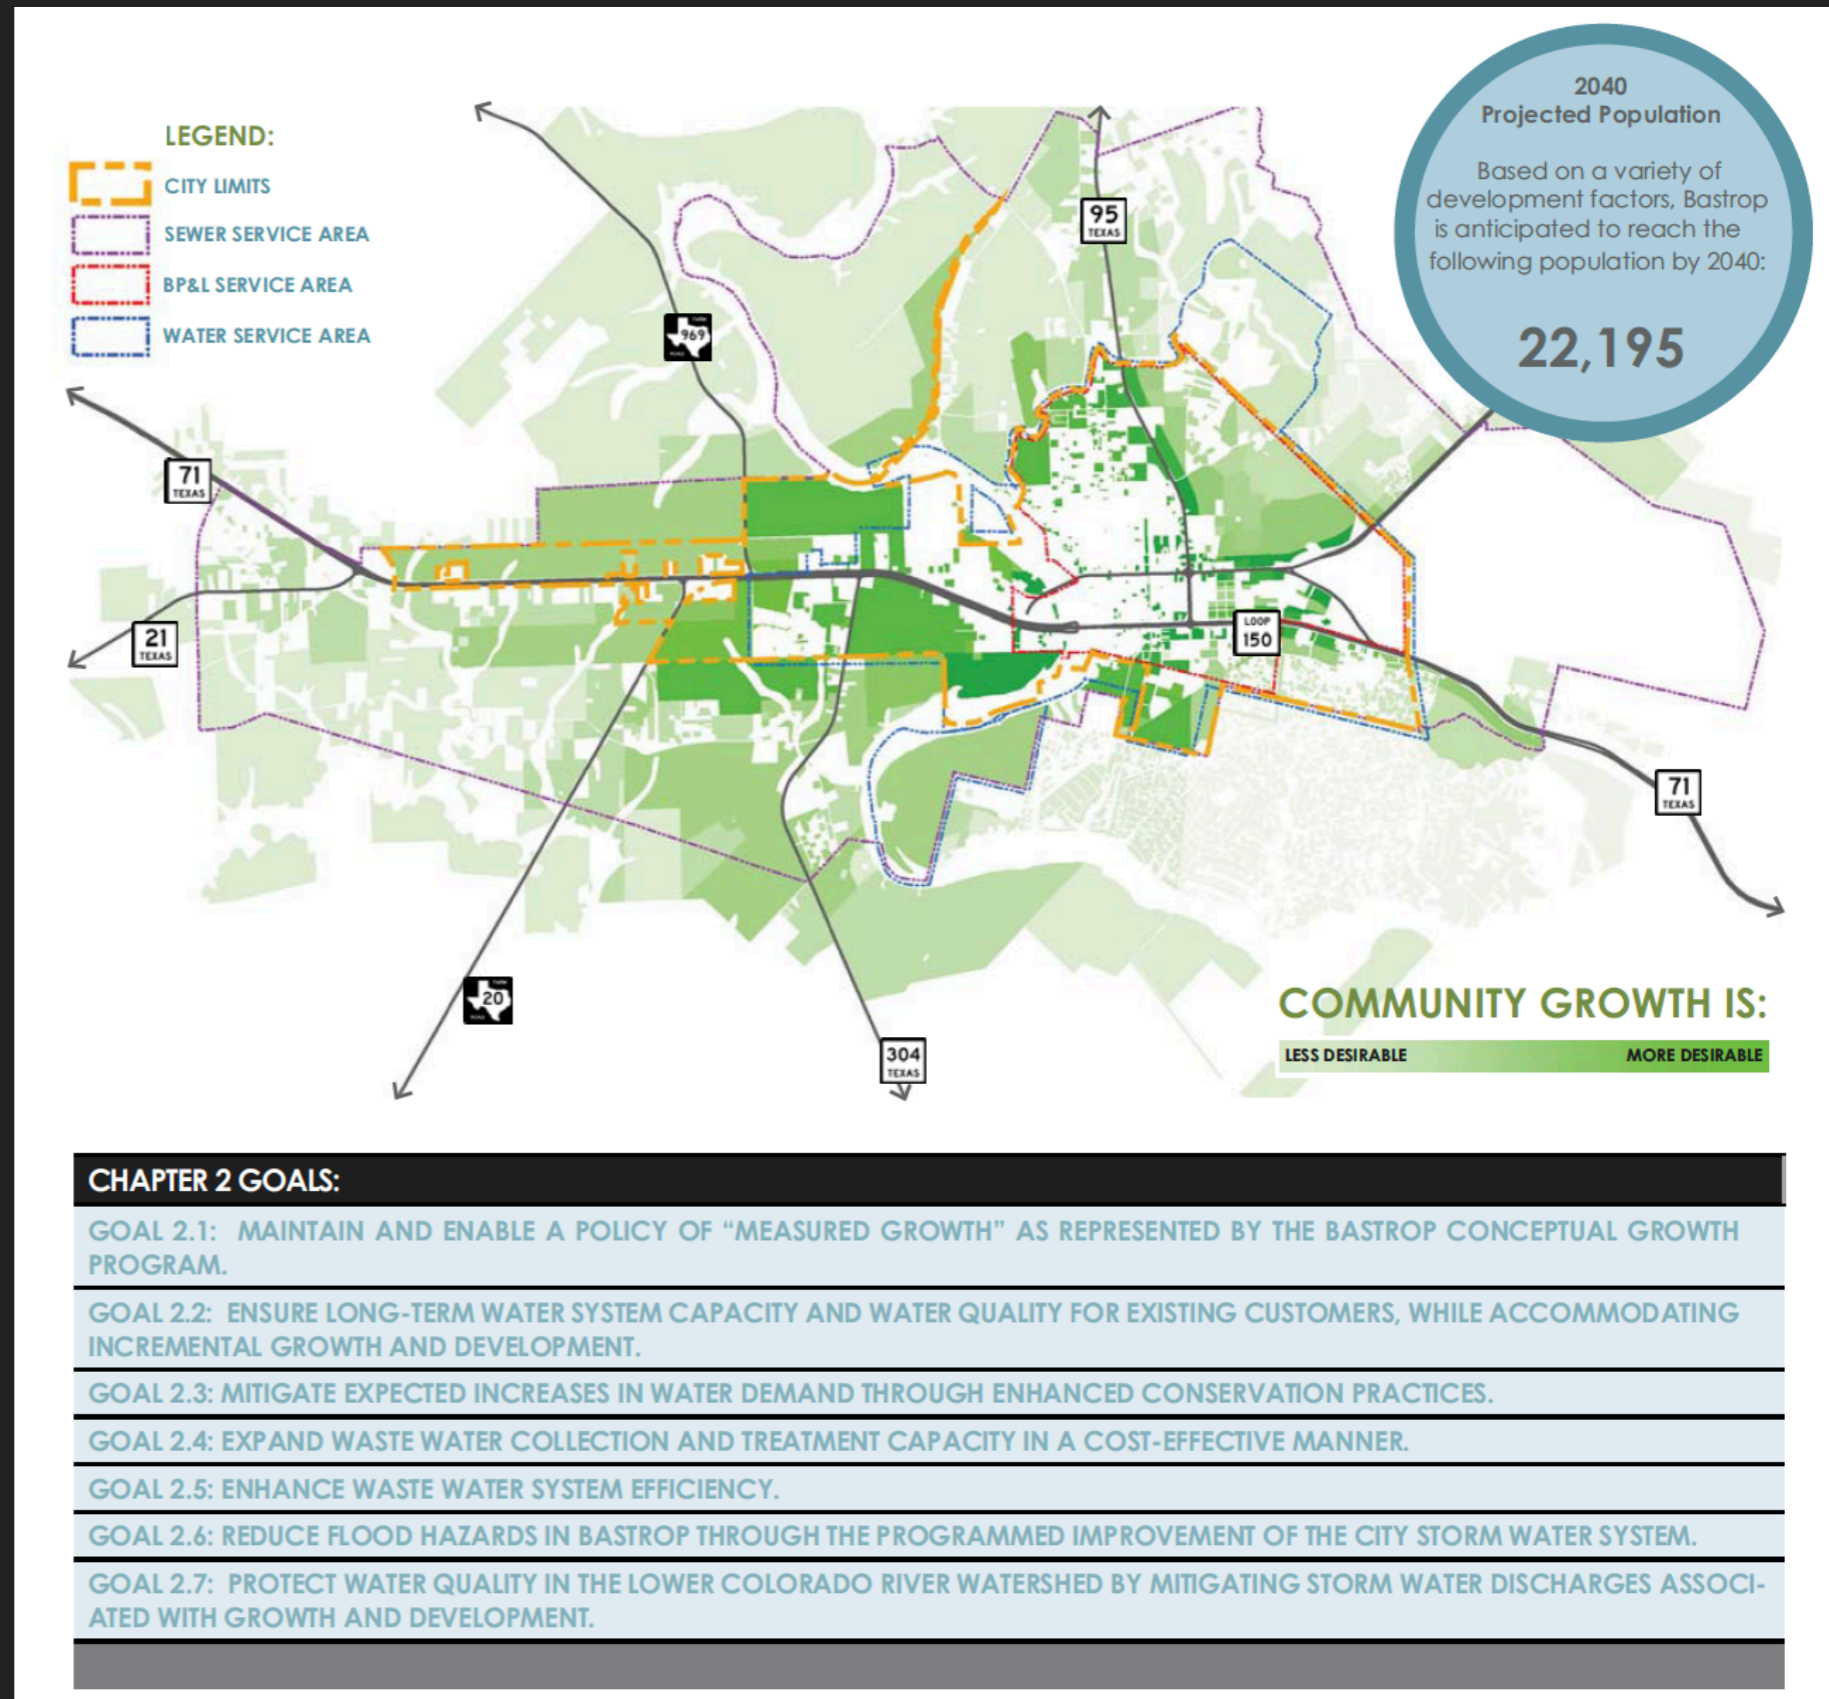 2040
Projected Population
Based on a variety of
development factors, Bastrop
is anticipated to reach the
following population by 2040:
22,195
LEGEND:
CITY LIMITS
SEWER SERVICE AREA
BP&L SERVICE AREA
WATER SERVICE AREA
95
TEXAS
969
71
TEXAS
21
TEXAS
LOOP
150
71
TEXAS
20
304
TEXAS
COMMUNITY GROWTH IS:
LESS DESIRABLE
MORE DESIRABLE
CHAPTER 2 GOALS:
GOAL 2.1: MAINTAIN AND ENABLE A POLICY OF “MEASURED GROWTH” AS REPRESENTED BY THE BASTROP CONCEPTUAL GROWTH
PROGRAM.
GOAL 2.2: ENSURE LONG-TERM WATER SYSTEM CAPACITY AND WATER QUALITY FOR EXISTING CUSTOMERS, WHILE ACCOMMODATING
INCREMENTAL GROWTH AND DEVELOPMENT.
GOAL 2.3: MITIGATE EXPECTED INCREASES IN WATER DEMAND THROUGH ENHANCED CONSERVATION PRACTICES.
GOAL 2.4: EXPAND WASTE WATER COLLECTION AND TREATMENT CAPACITY IN A COST-EFFECTIVE MANNER.
GOAL 2.5: ENHANCE WASTE WATER SYSTEM EFFICIENCY.
GOAL 2.6: REDUCE FLOOD HAZARDS IN BASTROP THROUGH THE PROGRAMMED IMPROVEMENT OF THE CITY STORM WATER SYSTEM.
GOAL 2.7: PROTECT WATER QUALITY IN THE LOWER COLORADO RIVER WATERSHED BY MITIGATING STORM WATER DISCHARGES ASSOCI-
ATED WITH GROWTH AND DEVELOPMENT.